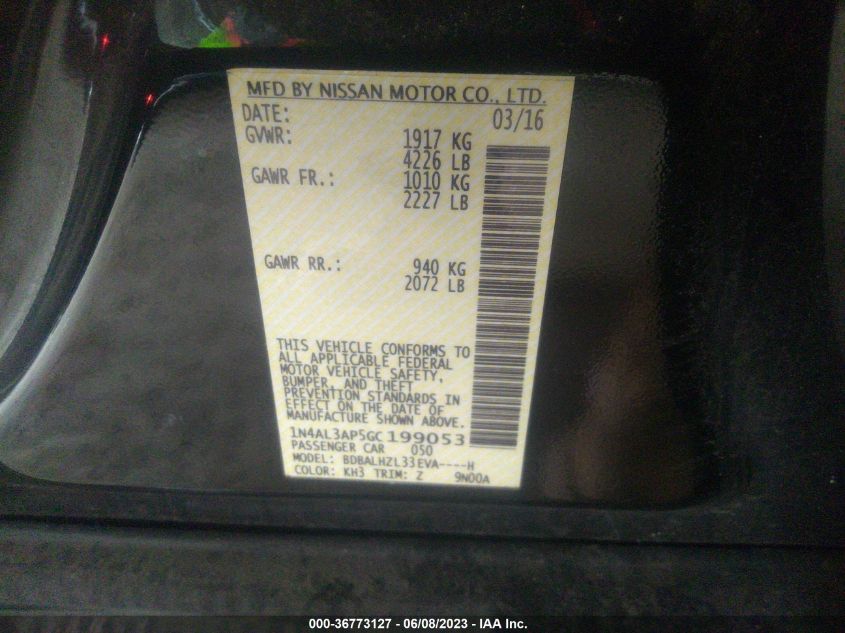 MFD BY NISSAN MOTOR CO., LTD.
DATE: 03/16
GVWR: 1917 KG
4226 LB
GAWR FR.: 1010 KG
2227 LB
GAWR RR.: 940 KG
2072 LB
THIS VEHICLE CONFORMS TO
ALL APPLICABLE FEDERAL
MOTOR VEHICLE SAFETY,
BUMPER, AND THEFT
PREVENTION STANDARDS IN
EFFECT ON THE DATE OF
MANUFACTURE SHOWN ABOVE.
1N4AL3AP5GC199053
PASSENGER CAR 050
MODEL: BDBALHZL33EVA----H
COLOR: KH3 TRIM: Z 9N00A
000-36773127 - 06/08/2023 - IAA Inc.